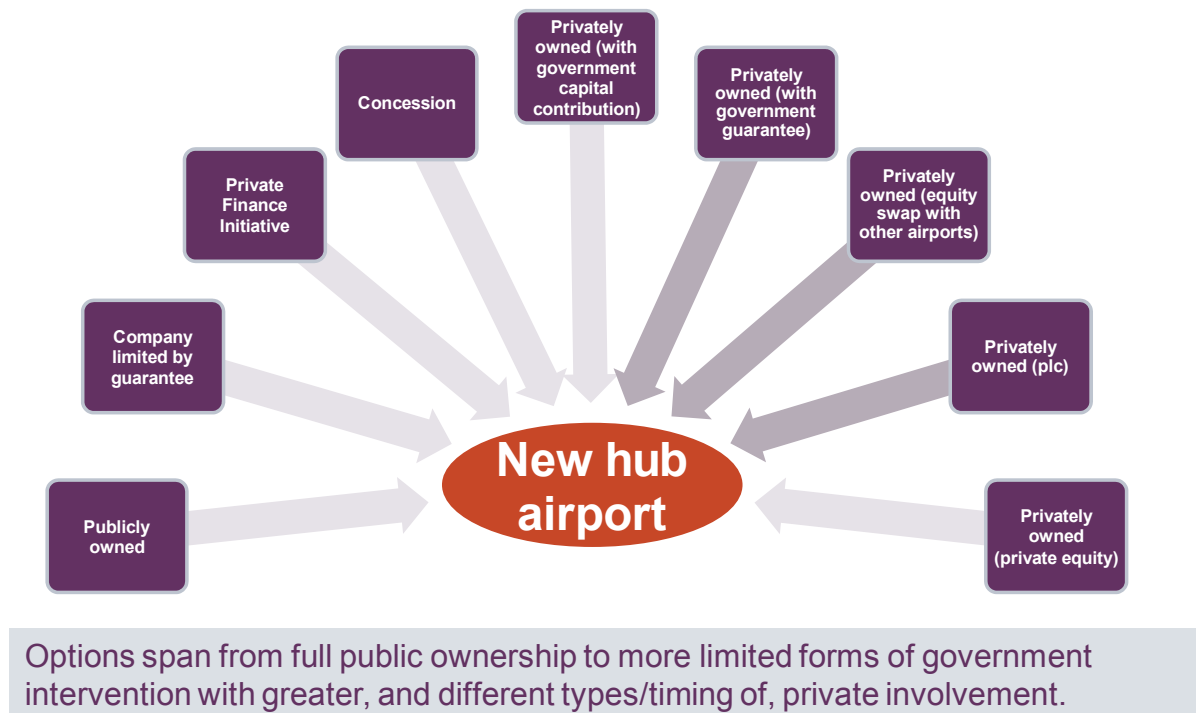 Publicly
owned
Company
limited by
guarantee
Private
Finance
Initiative
Concession
Privately
owned (with
government
capital
contribution)
Privately
owned (with
government
guarantee)
Privately
owned (equity
swap with
other airports)
Privately
owned (plc)
Privately
owned
(private equity)
New hub
airport
Options span from full public ownership to more limited forms of government
intervention with greater, and different types/timing of, private involvement.